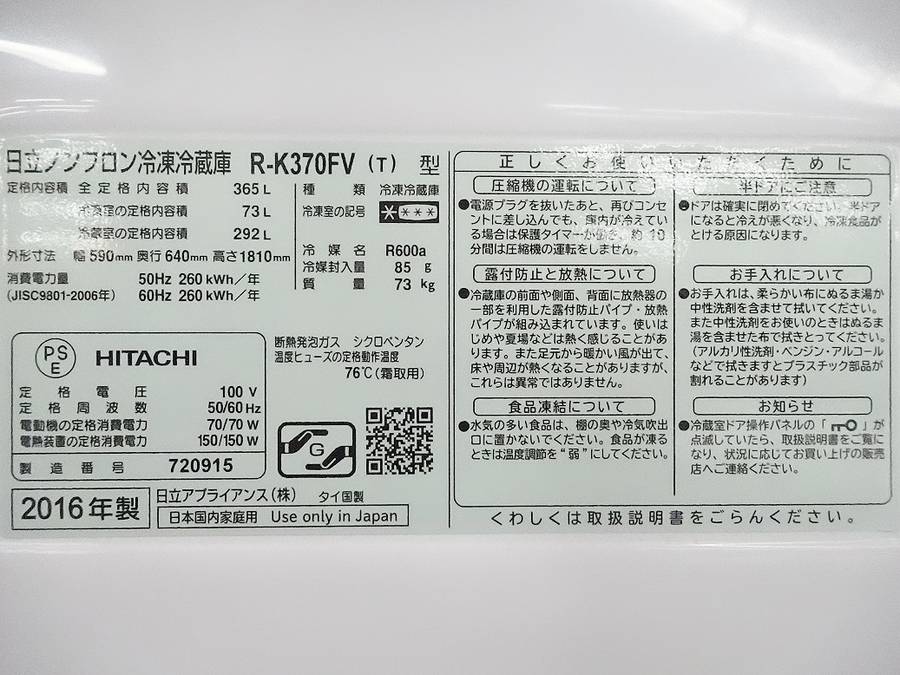 日立ノンフロン冷凍冷蔵庫 R-K370FV (T) 型
定格内容積 全定格内容積 365 L
冷凍室の定格内容積 73 L
冷蔵室の定格内容積 292 L
外形寸法 幅 590mm 奥行 640mm 高さ 1810mm
消費電力量 50Hz 260 kWh/年
(JISC9801-2006年) 60Hz 260 kWh/年
種類 冷凍冷蔵庫
冷凍室の記号 ****
冷媒名 R600a
冷媒封入量 85 g
質量 73 kg
PS
E
HITACHI
定格電圧 100 V
定格周波数 50/60 Hz
電動機の定格消費電力 70/70 W
電熱装置の定格消費電力 150/150 W
製造番号 720915
断熱発泡ガス シクロペンタン
温度ヒューズの定格動作温度
76℃(霜取用)
G
2016年製
日立アプライアンス(株) タイ国製
日本国内家庭用 Use only in Japan
正しくお使いいただくために
圧縮機の運転について
●電源プラグを抜いたあと、再びコンセ
ントに差し込んでも、庫内が冷えてい
る場合は保護タイマーが働き、約10
分間は圧縮機の運転をしません。
露付防止と放熱について
●冷蔵庫の前面や側面、背面に放熱器の
一部を利用した露付防止パイプ・放熱
パイプが組み込まれています。使いは
じめや夏場などは熱く感じることがあ
ります。また足元から暖かい風が出て、
床や周辺が熱くなることがありますが、
これらは異常ではありません。
食品凍結について
●水気の多い食品は、棚の奥や冷気吹出
口に置かないでください。食品が凍る
ときは温度調節を"弱"にしてください。
半ドアにご注意
●ドアは確実に閉めてください。半ドア
になると冷えが悪くなり、冷凍食品が
とける原因になります。
お手入れについて
●お手入れは、柔らかい布にぬるま湯か
中性洗剤を含ませて拭いてください。
また中性洗剤をお使いのときはぬるま
湯を含ませた布で拭きとってください。
(アルカリ性洗剤・ベンジン・アルコール
などで拭きますとプラスチック部品が
割れることがあります)
お知らせ
●冷蔵室ドア操作パネルの「 」が
点滅していたら、取扱説明書をご覧に
なり、状況に応じてお買い上げの販売
店へご連絡ください。
くわしくは取扱説明書をごらんください。